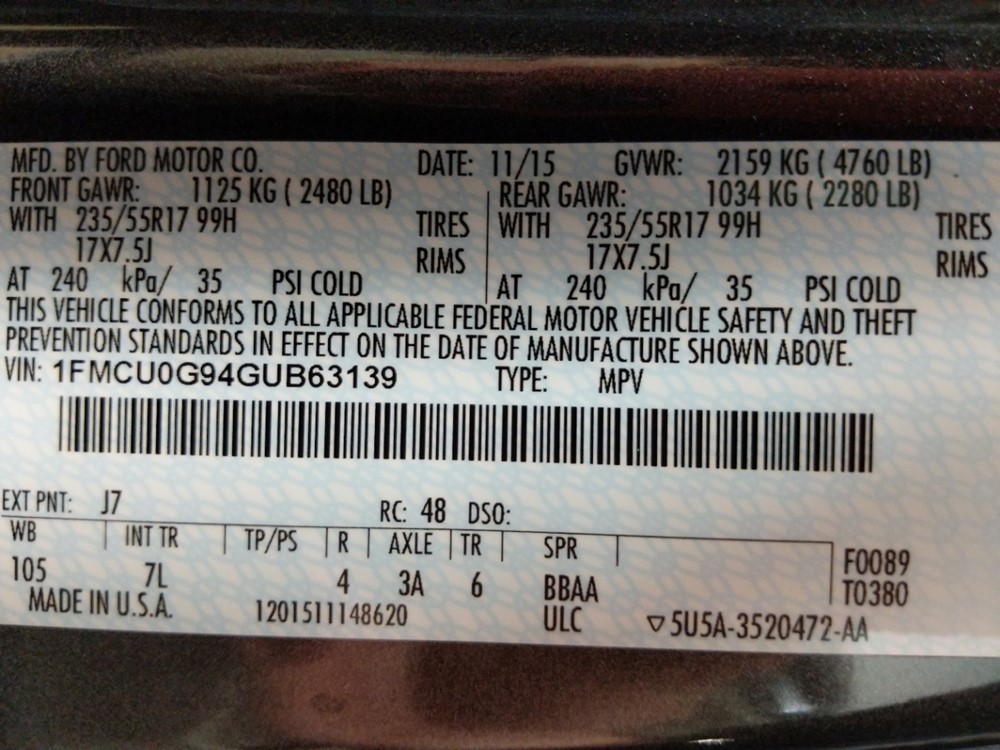 MFD. BY FORD MOTOR CO. DATE: 11/15 GVWR: 2159 KG ( 4760 LB)
FRONT GAWR: 1125 KG ( 2480 LB) REAR GAWR: 1034 KG ( 2280 LB)
WITH 235/55R17 99H TIRES WITH 235/55R17 99H TIRES
17X7.5J RIMS 17X7.5J RIMS
AT 240 kPa/ 35 PSI COLD AT 240 kPa/ 35 PSI COLD
THIS VEHICLE CONFORMS TO ALL APPLICABLE FEDERAL MOTOR VEHICLE SAFETY AND THEFT
PREVENTION STANDARDS IN EFFECT ON THE DATE OF MANUFACTURE SHOWN ABOVE.
VIN: 1FMCU0G94GUB63139 TYPE: MPV
EXT PNT: J7 RC: 48 DSO:
WB INT TR TP/PS R AXLE TR SPR
F0089
105 7L 4 3A 6 BBAA T0380
MADE IN U.S.A. 1201511148620 ULC ▽5U5A-3520472-AA